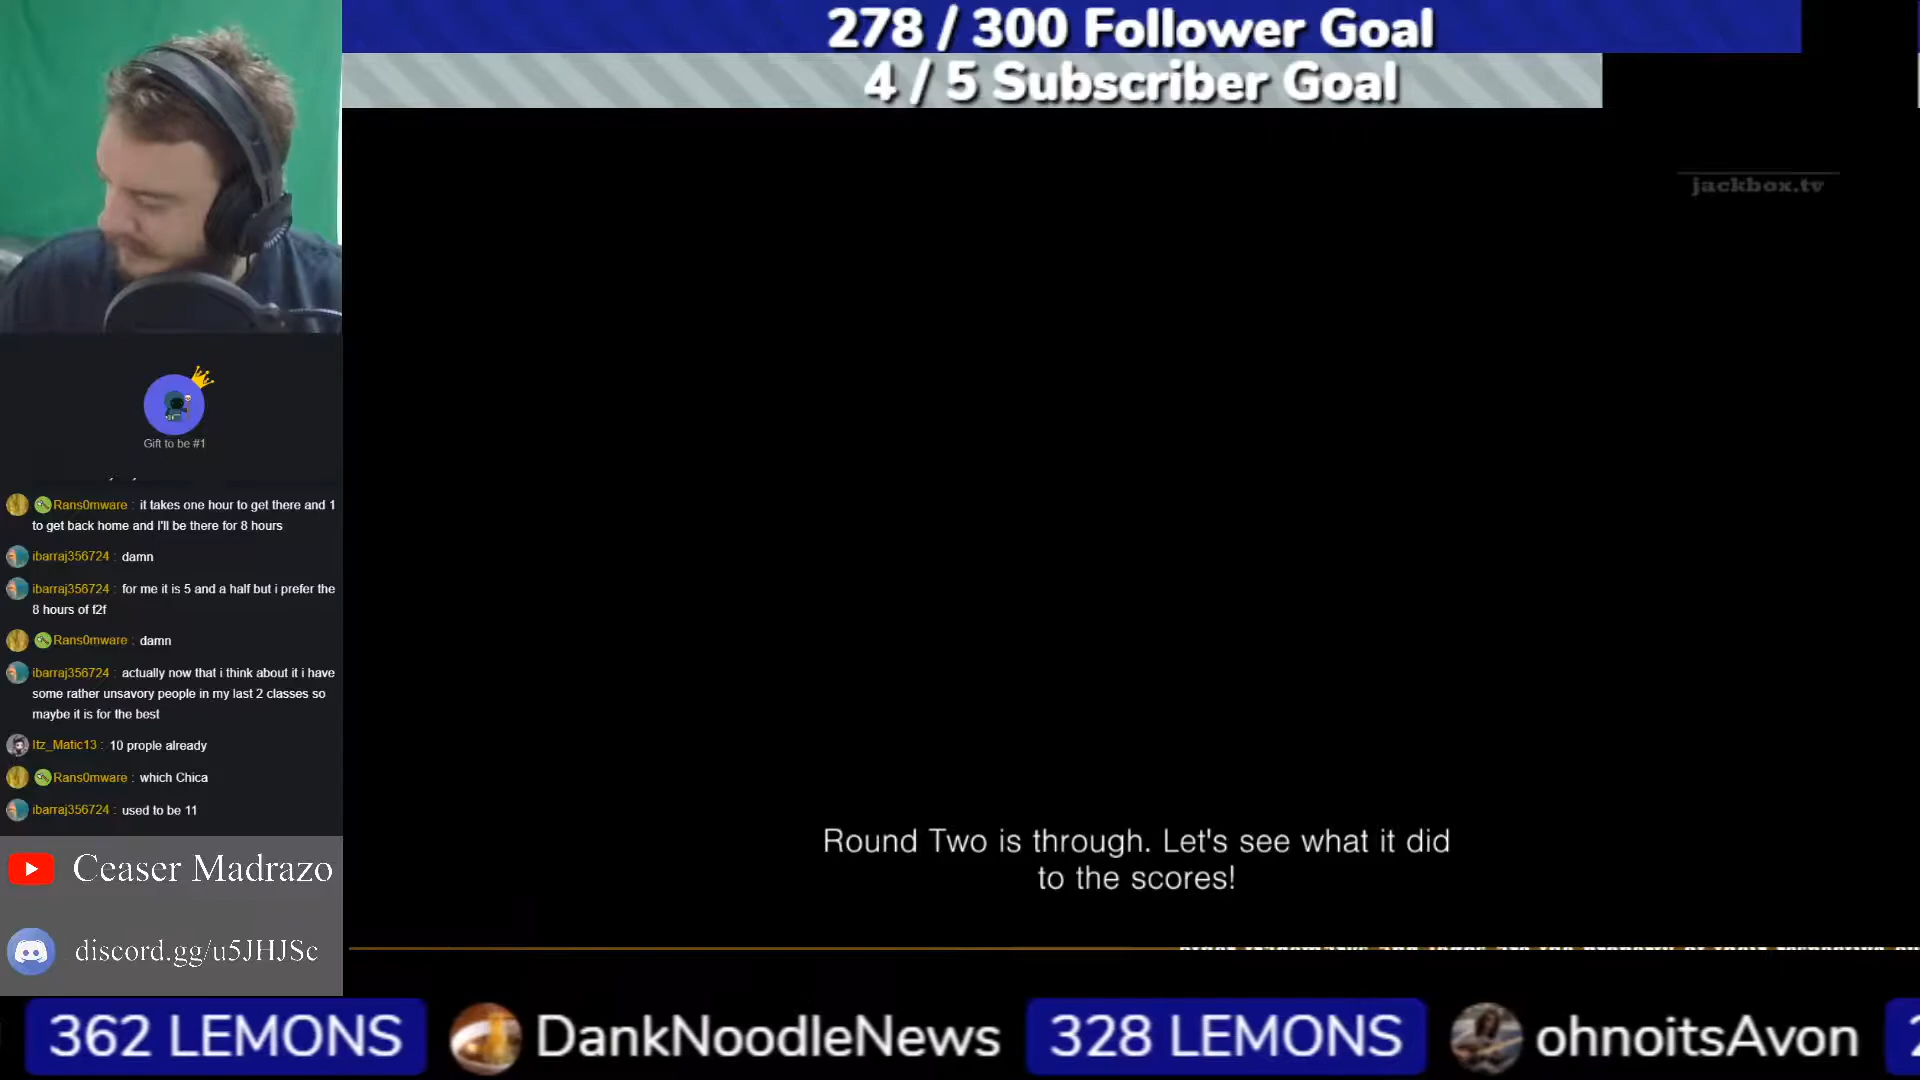 278 / 300 Follower Goal
4 / 5 Subscriber Goal
jackbox.tv
Gift to be #1
Rans0mware : it takes one hour to get there and 1
to get back home and I'll be there for 8 hours
ibarraj356724 : damn
ibarraj356724 : for me it is 5 and a half but i prefer the
8 hours of f2f
Rans0mware : damn
ibarraj356724 : actually now that i think about it i have
some rather unsavory people in my last 2 classes so
maybe it is for the best
Itz_Matic13 : 10 prople already
Rans0mware : which Chica
ibarraj356724 : used to be 11
Round Two is through. Let's see what it did
to the scores!
Ceaser Madrazo
discord.gg/u5JHJSc
362 LEMONS DankNoodleNews 328 LEMONS ohnoitsAvon